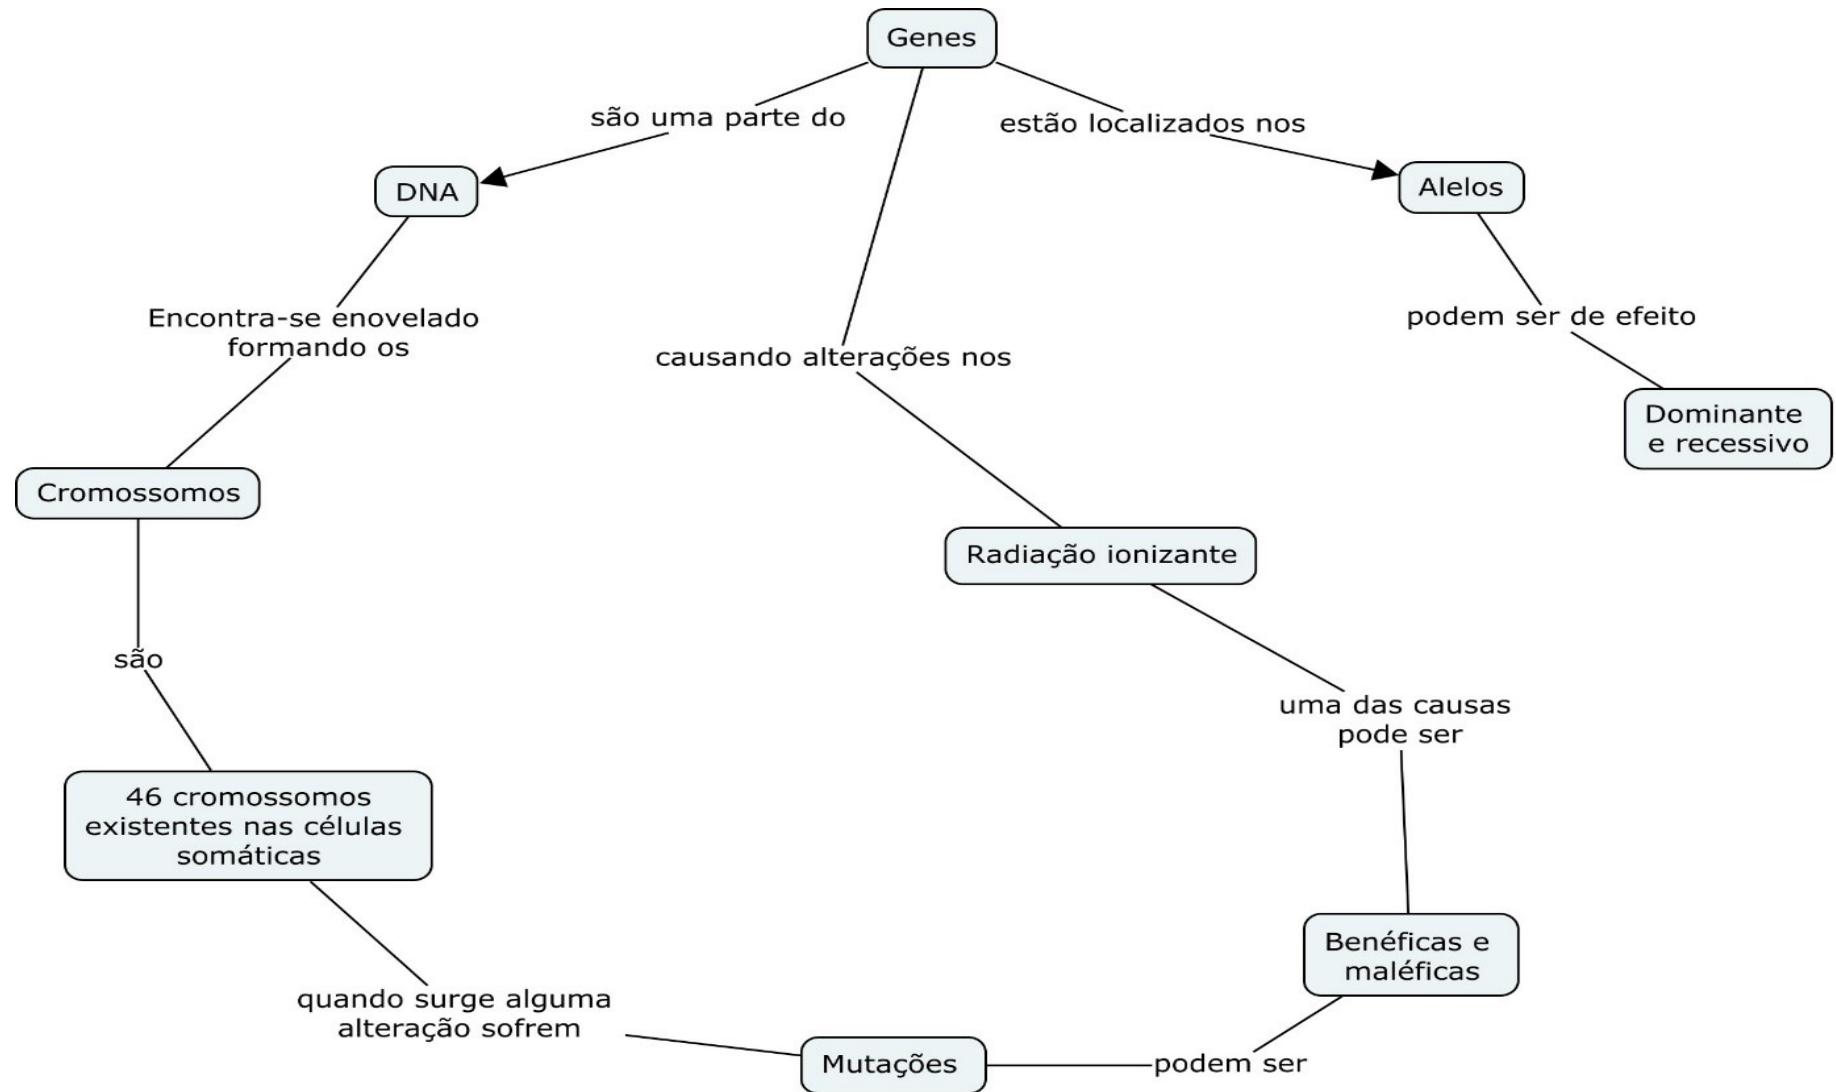 Genes
são uma parte do
estão localizados nos
DNA
Alelos
Encontra-se enovelado
formando os
causando alterações nos
podem ser de efeito
Dominante
e recessivo
Cromossomos
Radiação ionizante
são
uma das causas
pode ser
46 cromossomos
existentes nas células
somáticas
Benéficas e
maléficas
quando surge alguma
alteração sofrem
Mutações
podem ser